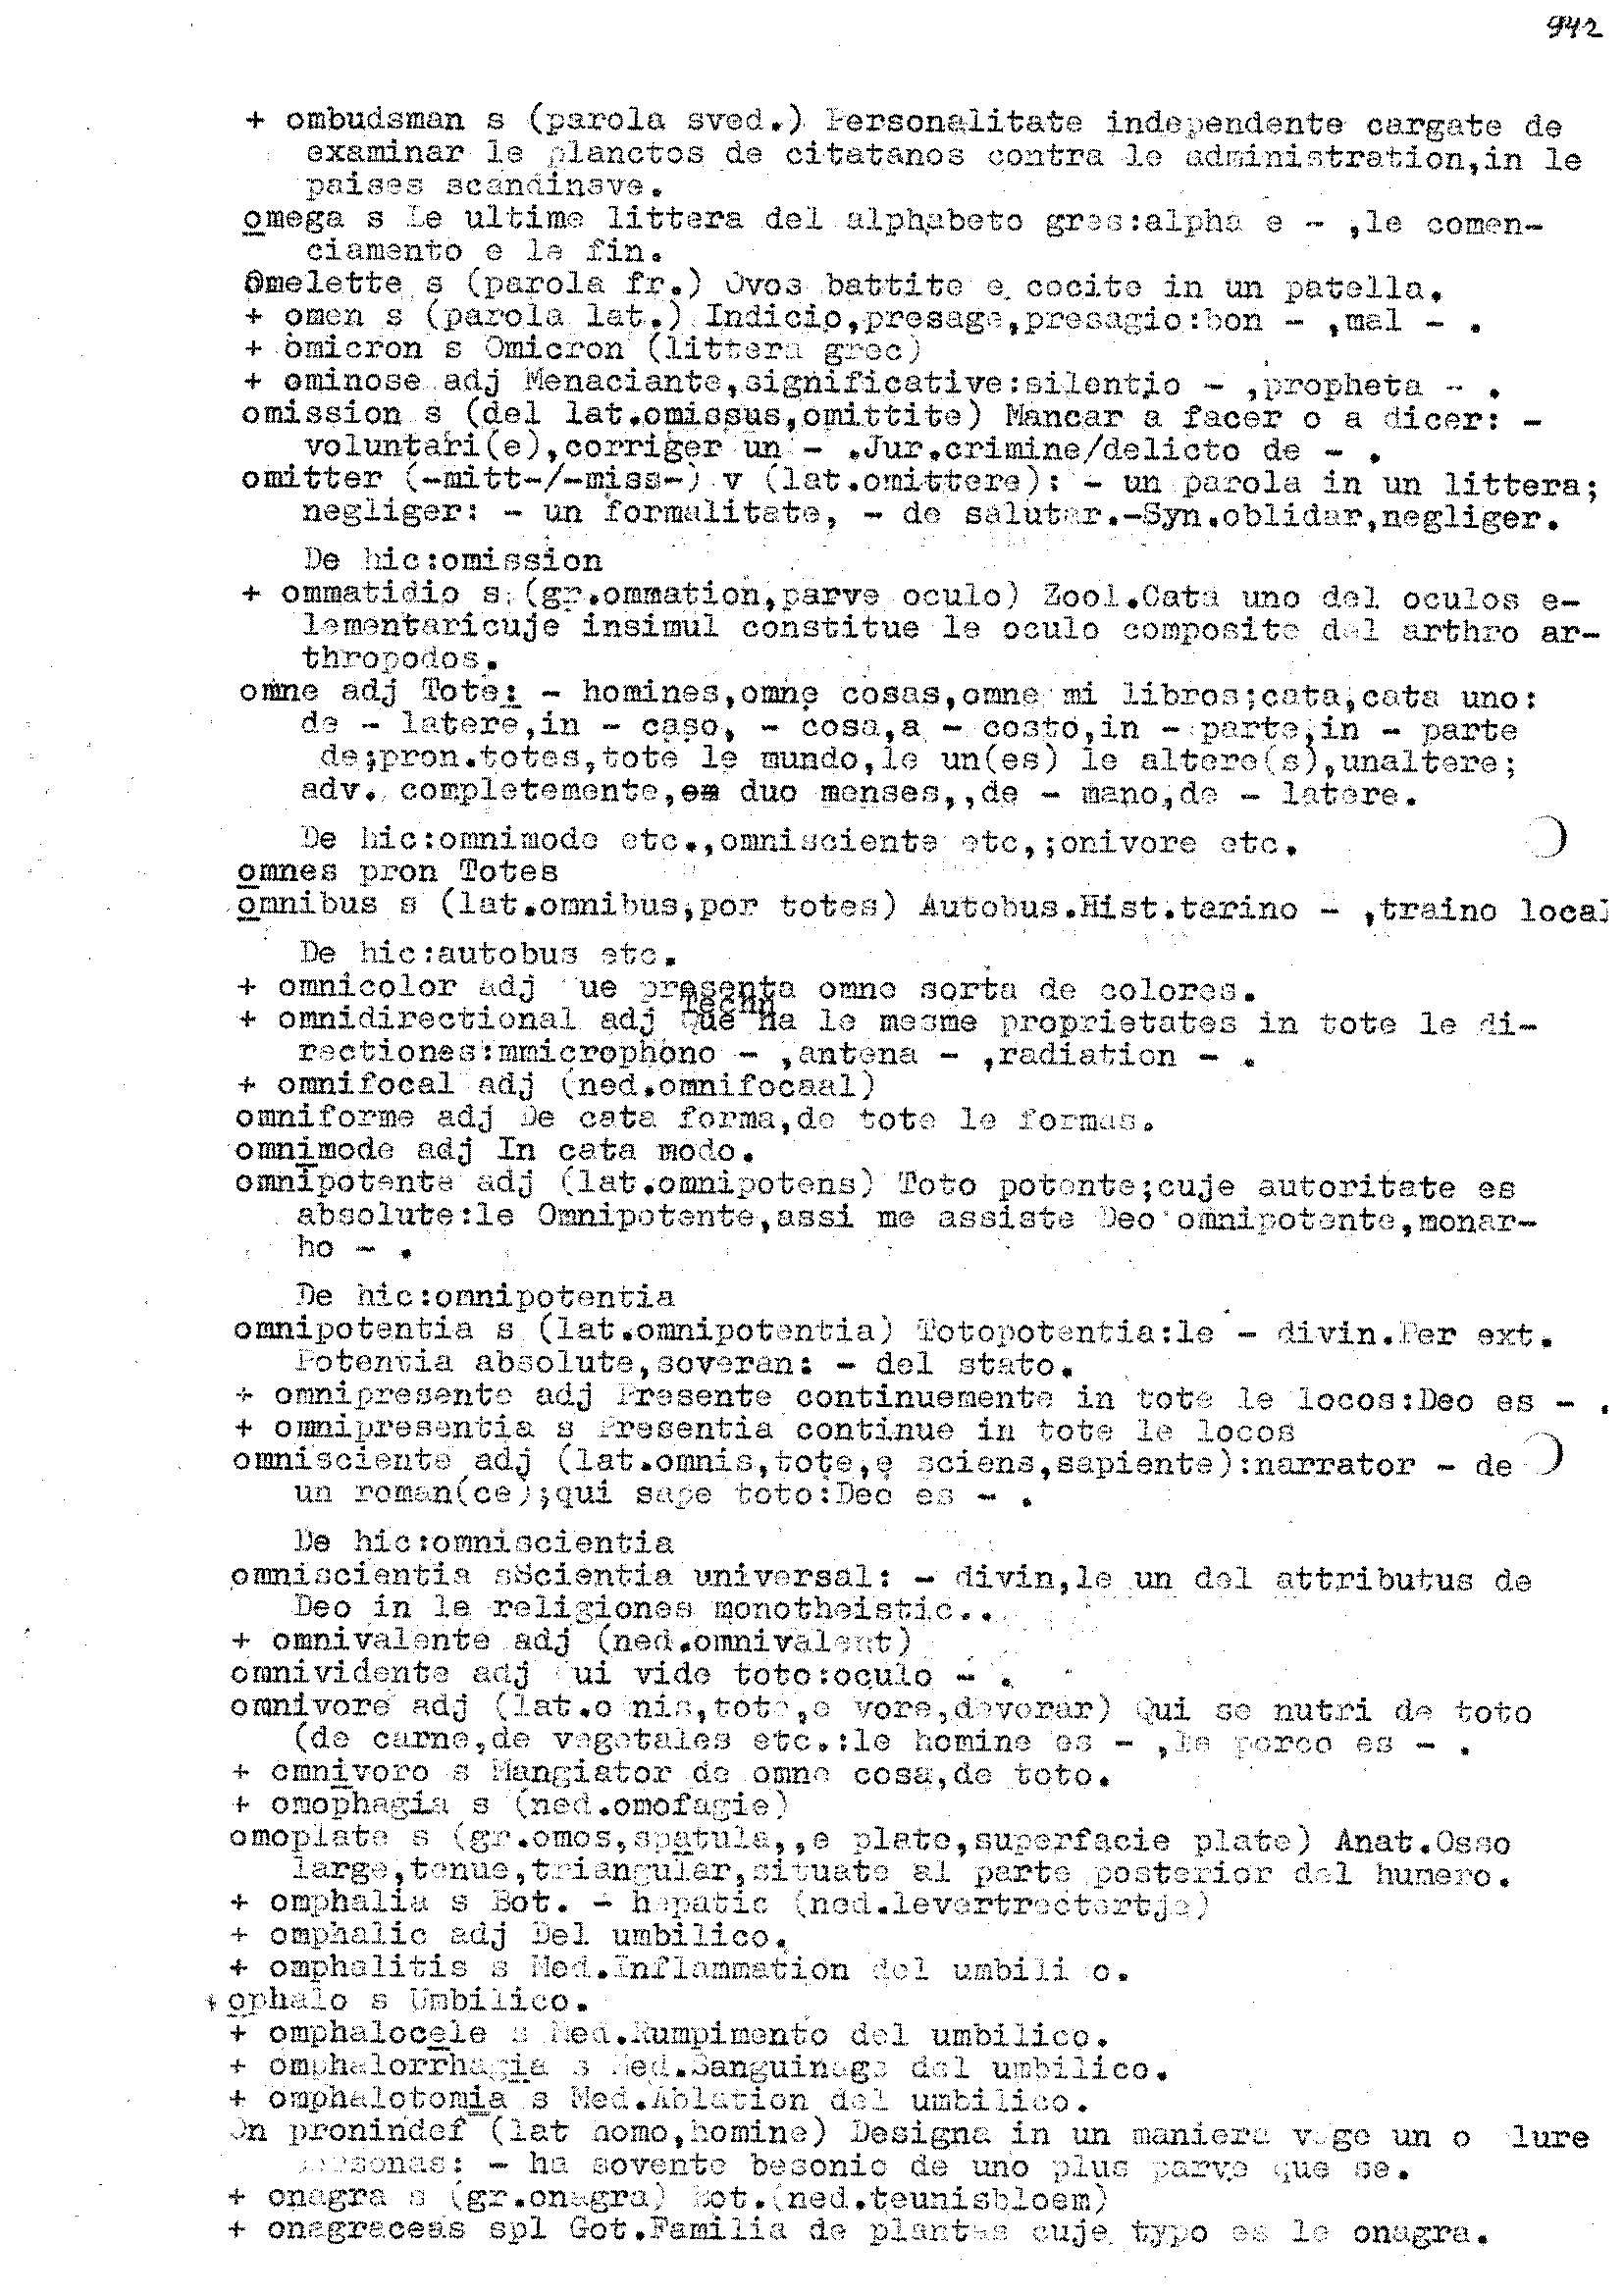 942
+ ombudsman s (parola sved.) Personalitate independente cargate de
examinar le planctos de citatanos contra le administration,in le
paises scandinave.
omega s Le ultime littera del alphabeto grec:alpha e - ,le comen-
ciamento e le fin.
Omelette s (parola fr.) Ovos battite e cocite in un patella.
+ omen s (parola lat.) Indicio,presage,presagio:bon - ,mal - .
+ omicron s Omicron (littera grec)
+ ominose adj Menaciante,significative:silentio - ,propheta - .
omission s (del lat.omissus,omittite) Mancar a facer o a dicer: -
voluntari(e),corriger un - .Jur.crimine/delicto de - .
omitter (-mitt-/-miss-) v (lat.omittere): - un parola in un littera;
negliger: - un formalitate, - de salutar.-Syn.oblidar,negliger.
De hic:omission
+ ommatidio s (gr.ommation,parve oculo) Zool.Cata uno del oculos e-
lementaricuje insimul constitue le oculo composite del arthro ar-
thropodos.
omne adj Tote: - homines,omne cosas,omne mi libros;cata,cata uno:
de - latere,in - caso, - cosa,a - costo,in - parte,in - parte
de;pron.totes,tote le mundo,le un(es) le altere(s),unaltere;
adv. completemente, duo menses,,de - mano,de - latere.
De hic:omnimode etc.,omnisciente etc,;onivore etc.
omnes pron Totes
omnibus s (lat.omnibus,por totes) Autobus.Hist.tarino - ,traino local
De hic:autobus etc.
+ omnicolor adj ue presenta omne sorta de colores.
Techn
+ omnidirectional adj Que ha le mesme proprietates in tote le di-
rectiones:mmicrophono - ,antena - ,radiation - .
+ omnifocal adj (ned.omnifocaal)
omniforme adj De cata forma,de tote le formas.
omnimode adj In cata modo.
omnipotente adj (lat.omnipotens) Toto potente;cuje autoritate es
absolute:le Omnipotente,assi me assiste Deo omnipotente,monar-
ho - .
De hic:omnipotentia
omnipotentia s (lat.omnipotentia) Totopotentia:le - divin.Per ext.
Potentia absolute,soveran: - del stato.
+ omnipresente adj Presente continuemente in tote le locos:Deo es - .
+ omnipresentia s Presentia continue in tote le locos
omnisciente adj (lat.omnis,tote,e sciens,sapiente):narrator - de
un roman(ce);qui sape toto:Deo es - .
De hic:omniscientia
omniscientia sScientia universal: - divin,le un del attributus de
Deo in le religiones monotheistic..
+ omnivalente adj (ned.omnivalent)
omnividente adj ui vide toto:oculo - .
omnivore adj (lat.o nis,tote,e vore,devorar) Qui se nutri de toto
(de carne,de vegetales etc.:le homine es - ,le porco es - .
+ omnivoro s Mangiator de omne cosa,de toto.
+ omophagia s (ned.omofagie)
omoplate s (gr.omos,spatula,,e plate,superfacie plate) Anat.Osso
large,tenue,triangular,situate al parte posterior del humero.
+ omphalia s Bot. - hepatic (ned.levertrectertje)
+ omphalic adj Del umbilico.
+ omphalitis s Med.Inflammation del umbili o.
+ ophalo s Umbilico.
+ omphalocele s Med.Rumpimento del umbilico.
+ omphalorrhagia s Med.Sanguinage del umbilico.
+ omphalotomia s Med.Ablation del umbilico.
On pronindef (lat homo,homine) Designa in un maniera vage un o lure
personas: - ha sovente besonio de uno plus parve que se.
+ onagra s (gr.onagra) Bot.(ned.teunisbloem)
+ onagraceas spl Got.Familia de plantas cuje typo es le onagra.